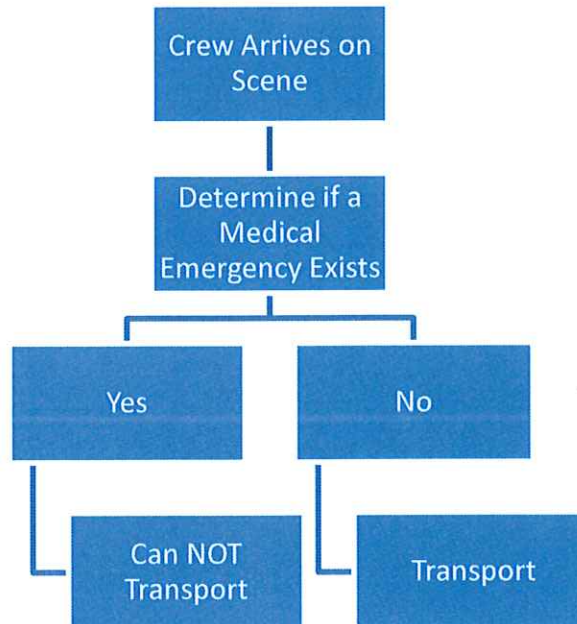 Crew Arrives on
Scene
Determine if a
Medical
Emergency Exists
Yes
No
Can NOT
Transport
Transport